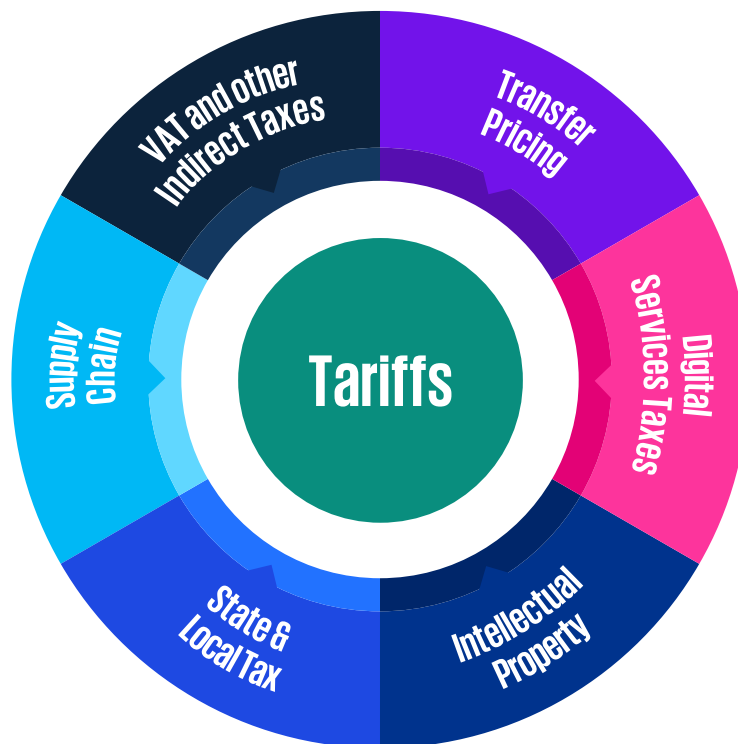 VAT and other
Indirect Taxes
Transfer
Pricing
Digital
Services Taxes
Intellectual
Property
State &
Local Tax
Supply
Chain
Tariffs